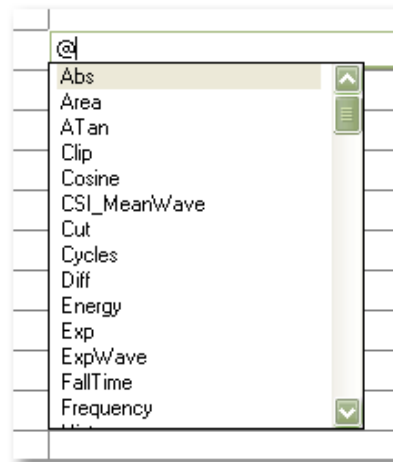 @
Abs
Area
ATan
Clip
Cosine
CSI_MeanWave
Cut
Cycles
Diff
Energy
Exp
ExpWave
FallTime
Frequency